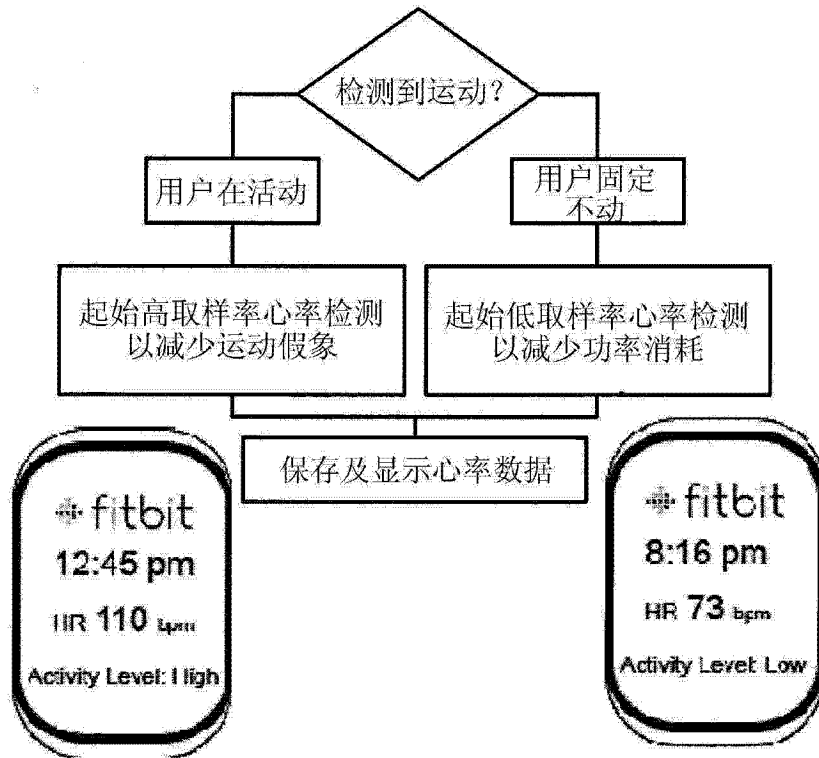 检测到运动?
用户在活动
用户固定
不动
起始高取样率心率检测
以减少运动假象
起始低取样率心率检测
以减少功率消耗
保存及显示心率数据
fitbit
12:45 pm
HR 110 bpm
Activity Level: High
fitbit
8:16 pm
HR 73 bpm
Activity Level: Low